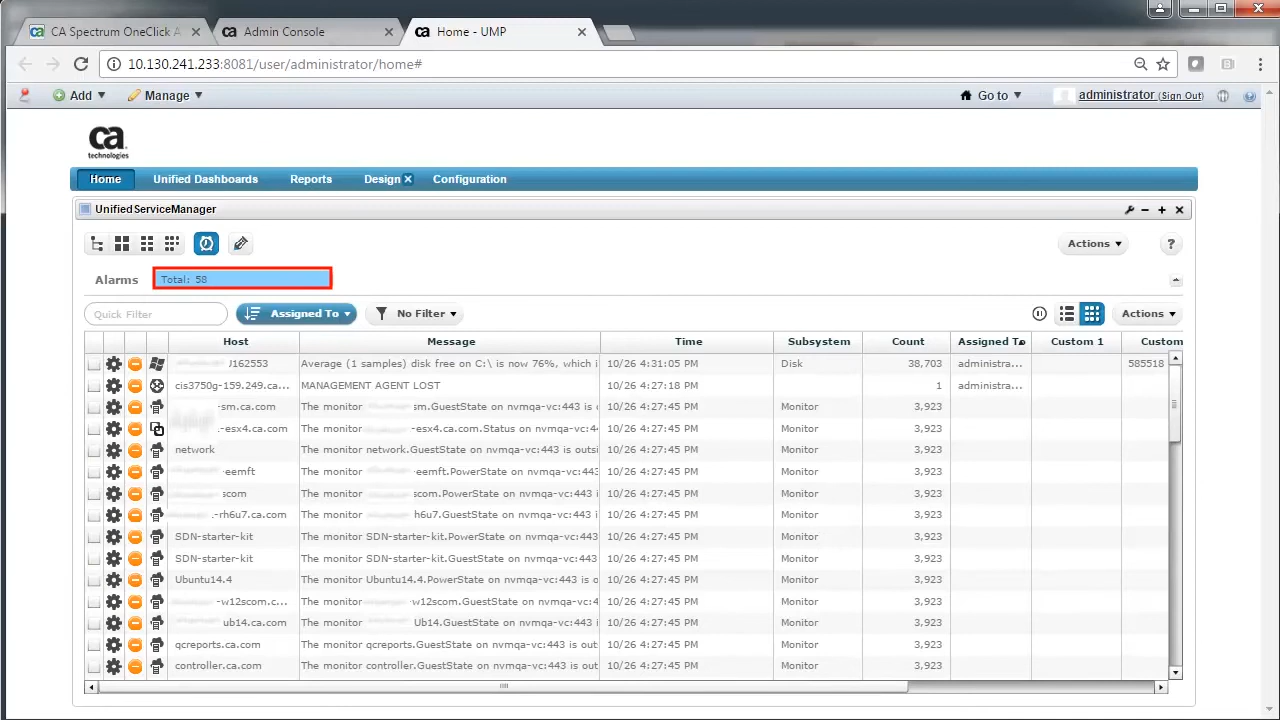 CA Spectrum OneClick A
Admin Console
Home - UMP
10.130.241.233:8081/user/administrator/home#
Add
Manage
Go to
administrator (Sign Out)
ca
technologies
Home
Unified Dashboards
Reports
Design
Configuration
UnifiedServiceManager
Actions
?
Alarms
Total: 58
Quick Filter
Assigned To
No Filter
Actions
Host Message Time Subsystem Count Assigned To Custom 1 Custom
J162553 Average (1 samples) disk free on C:\ is now 76%, which i 10/26 4:31:05 PM Disk 38,703 administra... 585518
cis3750g-159.249.ca... MANAGEMENT AGENT LOST 10/26 4:27:18 PM 1 administra...
-sm.ca.com The monitor sm.GuestState on nvmqa-vc:443 is o 10/26 4:27:45 PM Monitor 3,923
.-esx4.ca.com The monitor -esx4.ca.com.Status on nvmqa-vc:44 10/26 4:27:45 PM Monitor 3,923
network The monitor network.GuestState on nvmqa-vc:443 is outsi 10/26 4:27:45 PM Monitor 3,923
-eemft The monitor -eemft.PowerState on nvmqa-vc:443 10/26 4:27:45 PM Monitor 3,923
scom The monitor scom.PowerState on nvmqa-vc:443 i 10/26 4:27:45 PM Monitor 3,923
.-rh6u7.ca.com The monitor h6u7.GuestState on nvmqa-vc:443 i 10/26 4:27:45 PM Monitor 3,923
SDN-starter-kit The monitor SDN-starter-kit.PowerState on nvmqa-vc:443 10/26 4:27:45 PM Monitor 3,923
SDN-starter-kit The monitor SDN-starter-kit.GuestState on nvmqa-vc:443 10/26 4:27:45 PM Monitor 3,923
Ubuntu14.4 The monitor Ubuntu14.4.PowerState on nvmqa-vc:443 is o 10/26 4:27:45 PM Monitor 3,923
-w12scom.c... The monitor -w12scom.GuestState on nvmqa-vc:4 10/26 4:27:45 PM Monitor 3,923
ub14.ca.com The monitor Ub14.GuestState on nvmqa-vc:443 i 10/26 4:27:45 PM Monitor 3,923
qcreports.ca.com The monitor qcreports.GuestState on nvmqa-vc:443 is out 10/26 4:27:45 PM Monitor 3,923
controller.ca.com The monitor controller.GuestState on nvmqa-vc:443 is out 10/26 4:27:45 PM Monitor 3,923